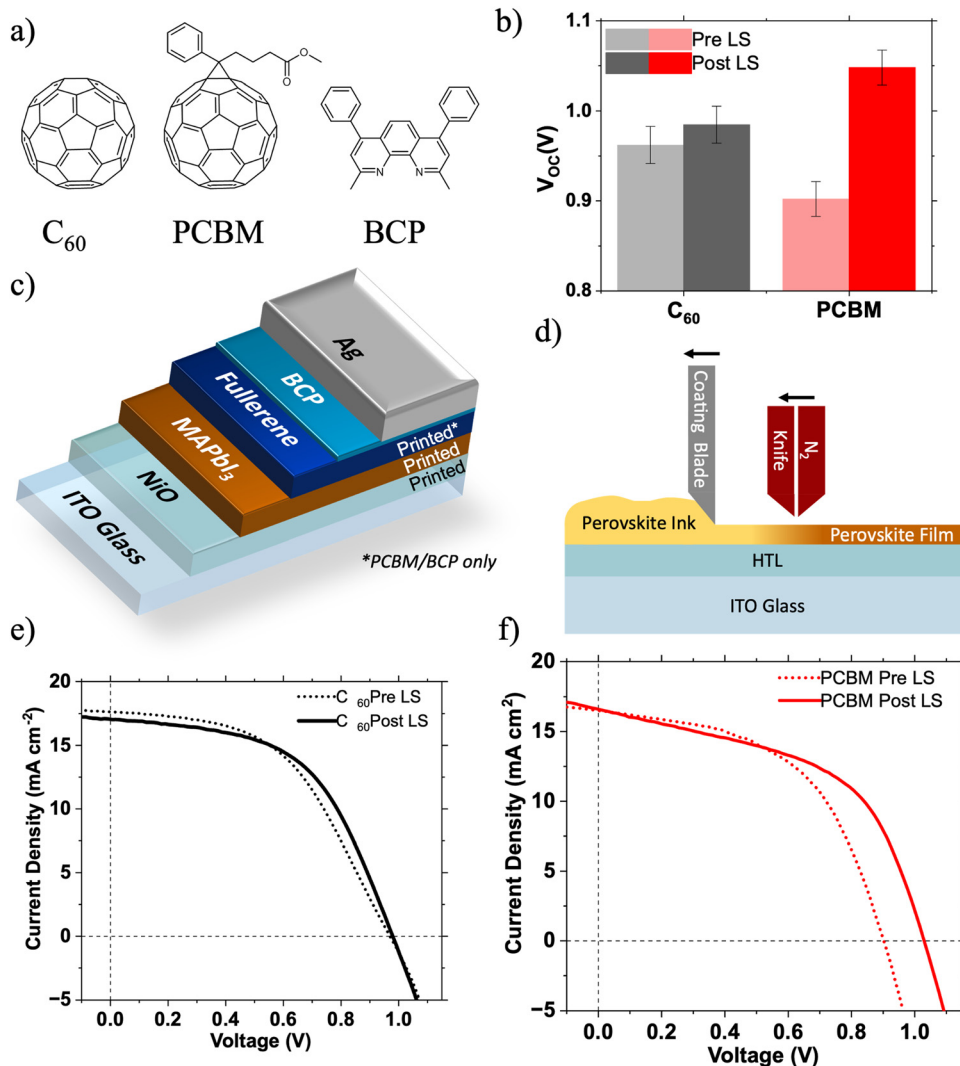 a)
O
O
N
N
C₆₀
PCBM
BCP
b)
Pre LS
Post LS
1.1
1.0
0.9
0.8
V_OC(V)
C₆₀
PCBM
c)
Ag
BCP
Fullerene
MAPbI₃
NiO
ITO Glass
Printed*
Printed
Printed
*PCBM/BCP only
d)
Coating Blade
Knife
N₂
Perovskite Ink
Perovskite Film
HTL
ITO Glass
e)
C ₆₀Pre LS
C ₆₀Post LS
20
15
10
5
0
−5
Current Density (mA cm⁻²)
0.0 0.2 0.4 0.6 0.8 1.0
Voltage (V)
f)
PCBM Pre LS
PCBM Post LS
20
15
10
5
0
-5
Current Density (mA cm²)
0.0 0.2 0.4 0.6 0.8 1.0
Voltage (V)